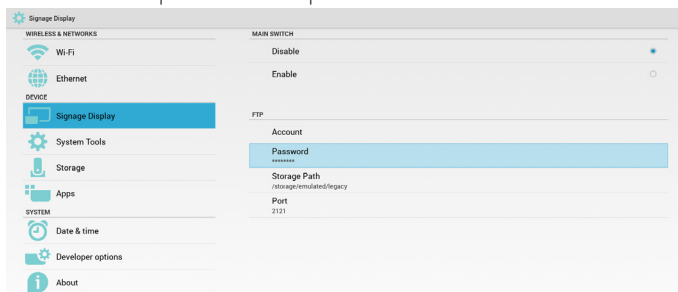 Signage Display
WIRELESS & NETWORKS
Wi-Fi
Ethernet
DEVICE
Signage Display
System Tools
Storage
Apps
SYSTEM
Date & time
Developer options
About
MAIN SWITCH
Disable
Enable
FTP
Account
Password
********
Storage Path
/storage/emulated/legacy
Port
2121